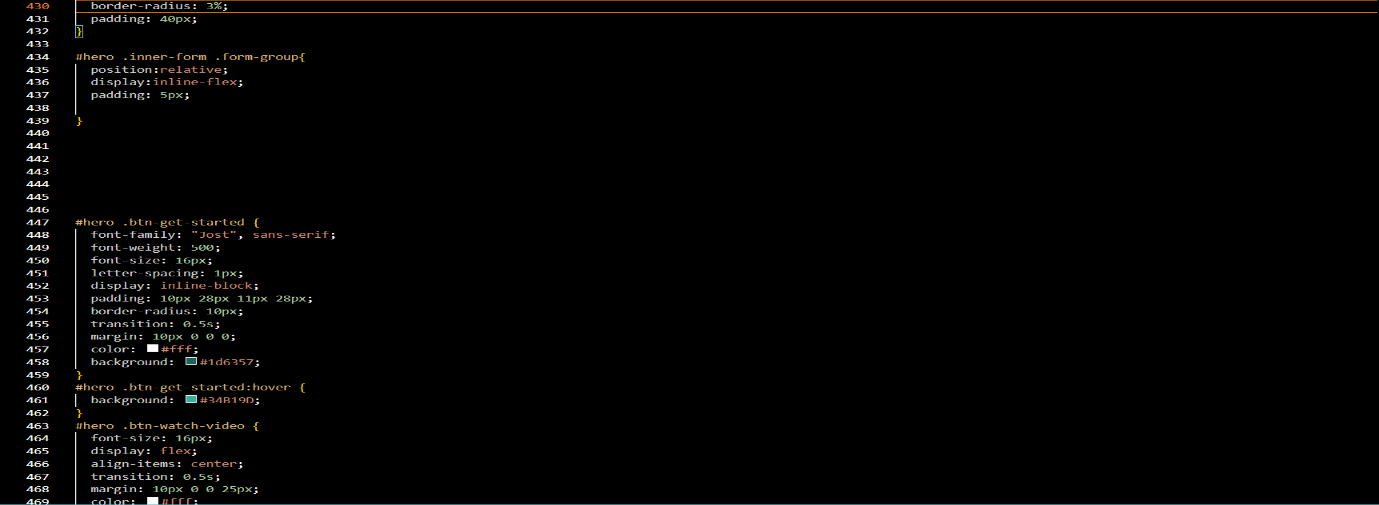 430 border-radius: 3%;
431 padding: 40px;
432 }
433
434 #hero .inner-form .form-group{
435 position:relative;
436 display:inline-flex;
437 padding: 5px;
438
439 }
440
441
442
443
444
445
446
447 #hero .btn-get-started {
448 font-family: "Jost", sans-serif;
449 font-weight: 500;
450 font-size: 16px;
451 letter-spacing: 1px;
452 display: inline-block;
453 padding: 10px 28px 11px 28px;
454 border-radius: 10px;
455 transition: 0.5s;
456 margin: 10px 0 0 0;
457 color: #fff;
458 background: #1d6357;
459 }
460 #hero .btn-get-started:hover {
461 background: #34B19D;
462 }
463 #hero .btn-watch-video {
464 font-size: 16px;
465 display: flex;
466 align-items: center;
467 transition: 0.5s;
468 margin: 10px 0 0 25px;
469 color: #fff;